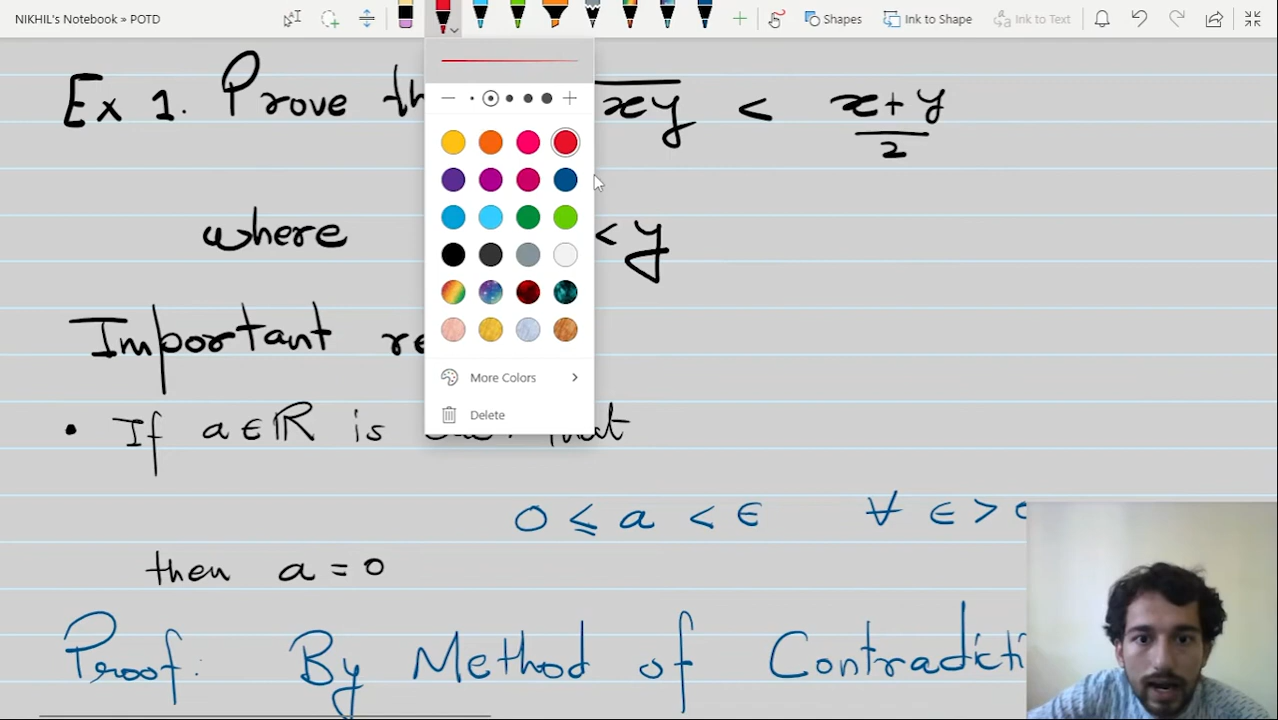 NIKHIL's Notebook » POTD
Shapes
Ink to Shape
Ink to Text
Ex 1. Prove th xy < x+y/2
where < y
Important re
More Colors
Delete
• If a ∈ ℝ is that
0 ≤ a < ∈ ∀ ∈ >
then a = 0
Proof: By Method of Contradicti